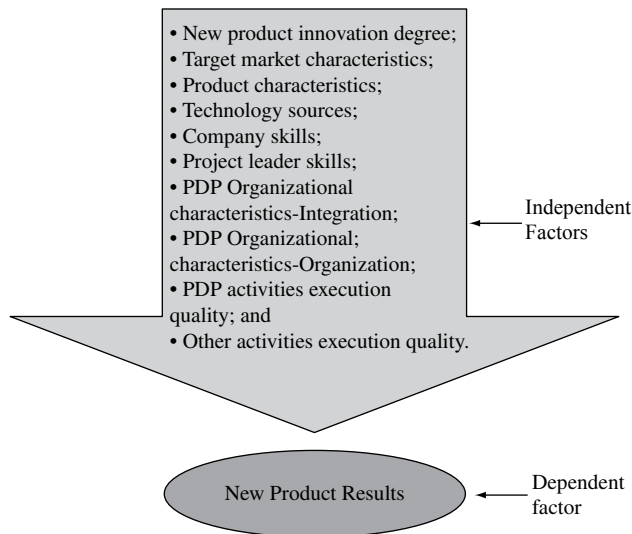 • New product innovation degree;
• Target market characteristics;
• Product characteristics;
• Technology sources;
• Company skills;
• Project leader skills;
• PDP Organizational
characteristics-Integration;
• PDP Organizational;
characteristics-Organization;
• PDP activities execution
quality; and
• Other activities execution quality.
Independent
Factors
New Product Results
Dependent
factor